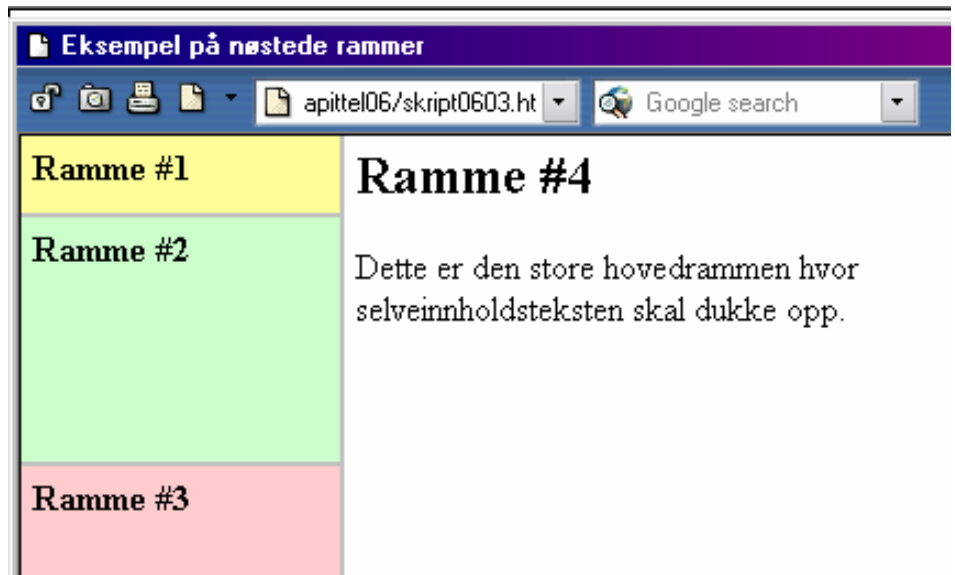 Eksempel på nøstede rammer
apittel06/skript0603.ht
Google search
Ramme #1
Ramme #2
Ramme #3
Ramme #4
Dette er den store hovedrammen hvor
selveinnholdsteksten skal dukke opp.